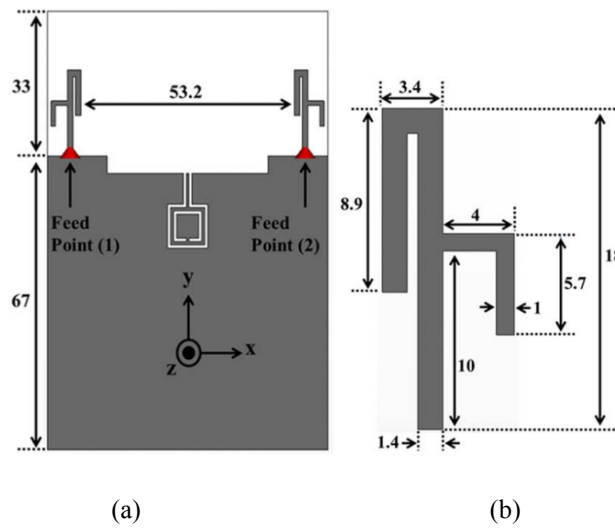 33
53.2
Feed
Point (1)
Feed
Point (2)
67
y
x
z
3.4
8.9
4
18
5.7
1
10
1.4
(a)
(b)